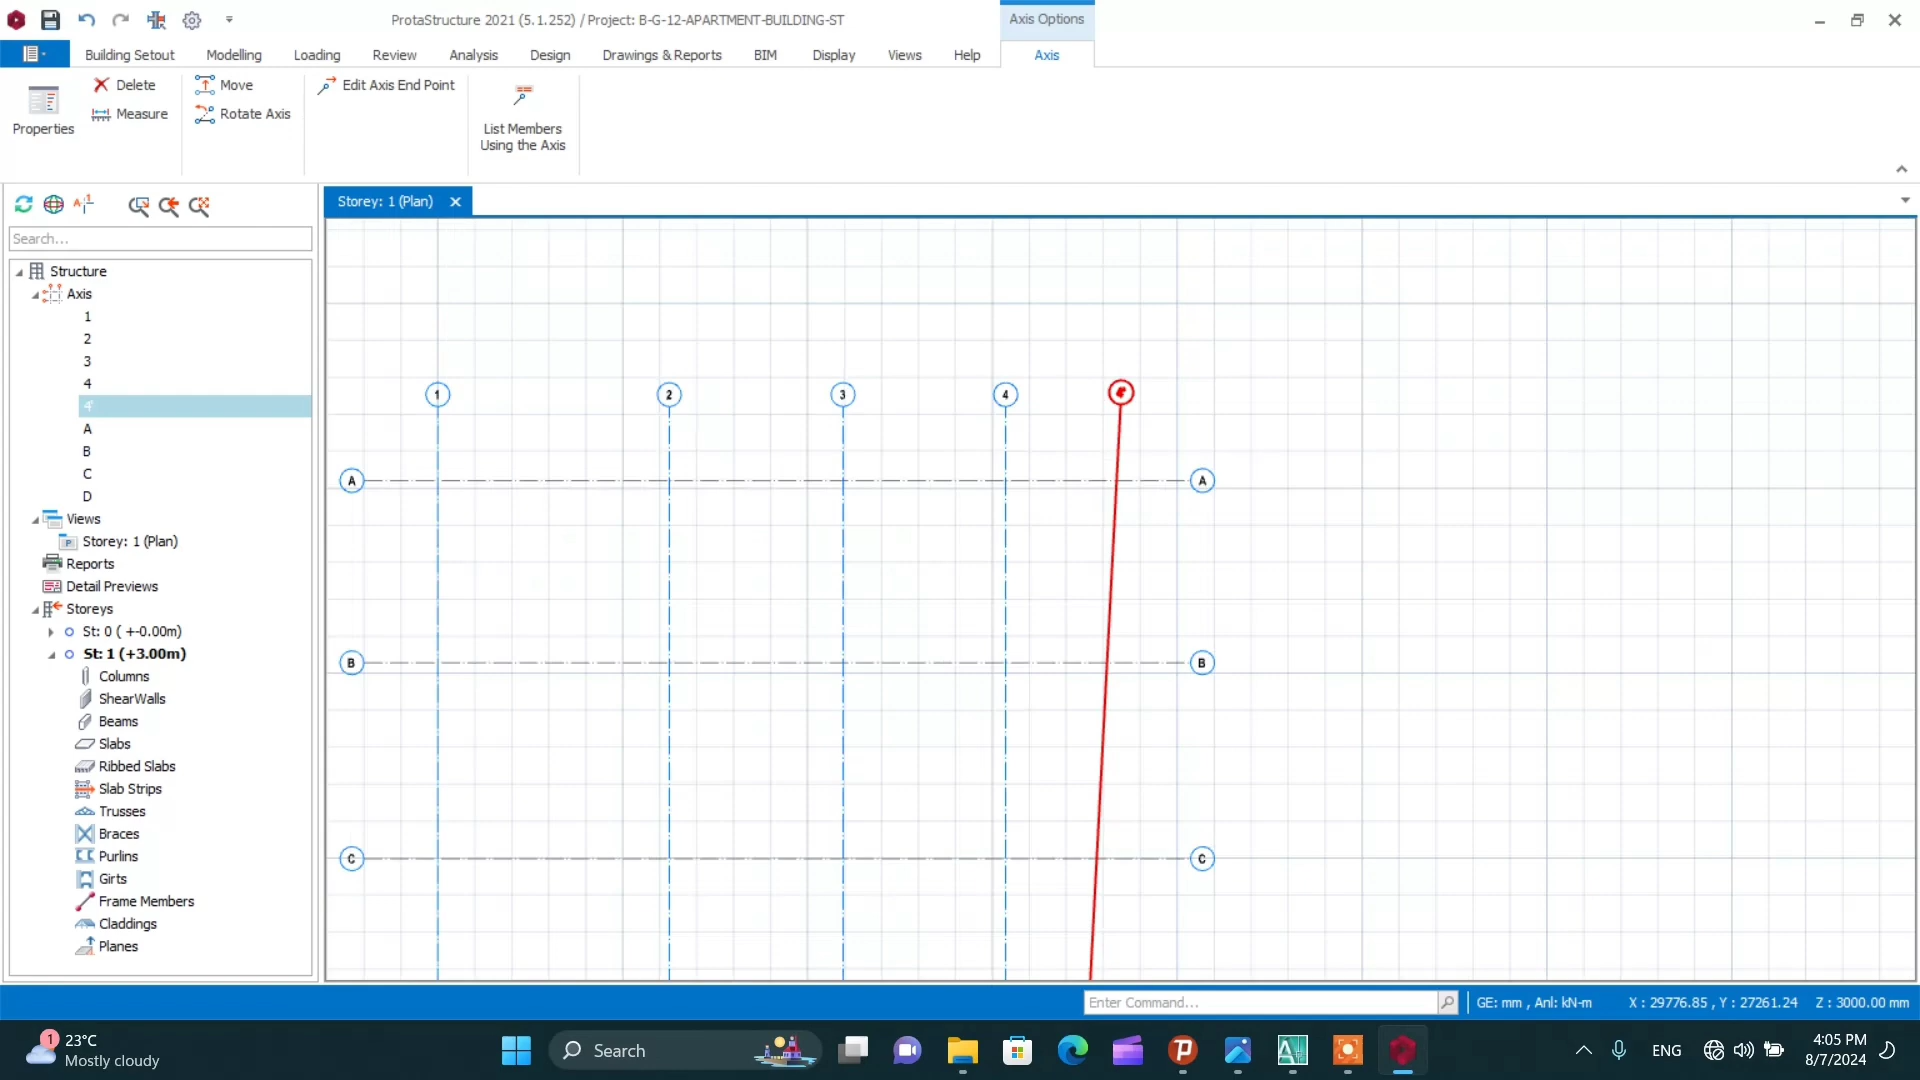 ProtaStructure 2021 (5.1.252) / Project: B-G-12-APARTMENT-BUILDING-ST
Axis Options
Building Setout Modelling Loading Review Analysis Design Drawings & Reports BIM Display Views Help Axis
Properties
Delete
Measure
Move
Rotate Axis
Edit Axis End Point
List Members
Using the Axis
Storey: 1 (Plan)
Search...
Structure
Axis
1
2
3
4
4'
A
B
C
D
Views
Storey: 1 (Plan)
Reports
Detail Previews
Storeys
St: 0 ( +-0.00m)
St: 1 (+3.00m)
Columns
ShearWalls
Beams
Slabs
Ribbed Slabs
Slab Strips
Trusses
Braces
Purlins
Girts
Frame Members
Claddings
Planes
1 2 3 4 4'
A A
B B
C C
Enter Command...
GE: mm , Anl: kN-m
X : 29776.85 , Y : 27261.24
Z : 3000.00 mm
1
23°C
Mostly cloudy
Search
ENG
4:05 PM
8/7/2024